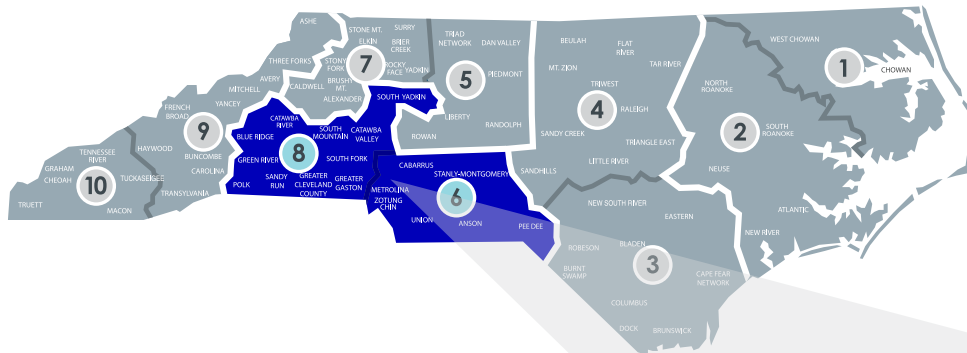 ASHE
THREE FORKS
AVERY
MITCHELL
YANCEY
FRENCH
BROAD
9
HAYWOOD
BUNCOMBE
CAROLINA
TRANSYLVANIA
TENNESSEE
RIVER
GRAHAM
CHEOAH
10
TUCKASEIGEE
TRUETT
MACON
STONE MT.
SURRY
ELKIN
BRIER
CREEK
STONY
FORK
7
ROCKY
FACE
YADKIN
BRUSHY
MT.
CALDWELL
ALEXANDER
SOUTH YADKIN
CATAWBA
RIVER
SOUTH
MOUNTAIN
CATAWBA
VALLEY
BLUE RIDGE
8
GREEN RIVER
SOUTH FORK
SANDY
RUN
GREATER
CLEVELAND
COUNTY
GREATER
GASTON
POLK
TRIAD
NETWORK
DAN VALLEY
5
PIEDMONT
LIBERTY
RANDOLPH
ROWAN
CABARRUS
STANLY-MONTGOMERY
METROLINA
6
ZOTUNG
CHIN
UNION
ANSON
PEE DEE
BEULAH
FLAT
RIVER
MT. ZION
TAR RIVER
TRIWEST
4
RALEIGH
SANDY CREEK
TRIANGLE EAST
LITTLE RIVER
SANDHILLS
NEW SOUTH RIVER
EASTERN
ROBESON
BLADEN
3
BURNT
SWAMP
CAPE FEAR
NETWORK
COLUMBUS
DOCK
BRUNSWICK
WEST CHOWAN
1
CHOWAN
NORTH
ROANOKE
2
SOUTH
ROANOKE
NEUSE
ATLANTIC
NEW RIVER